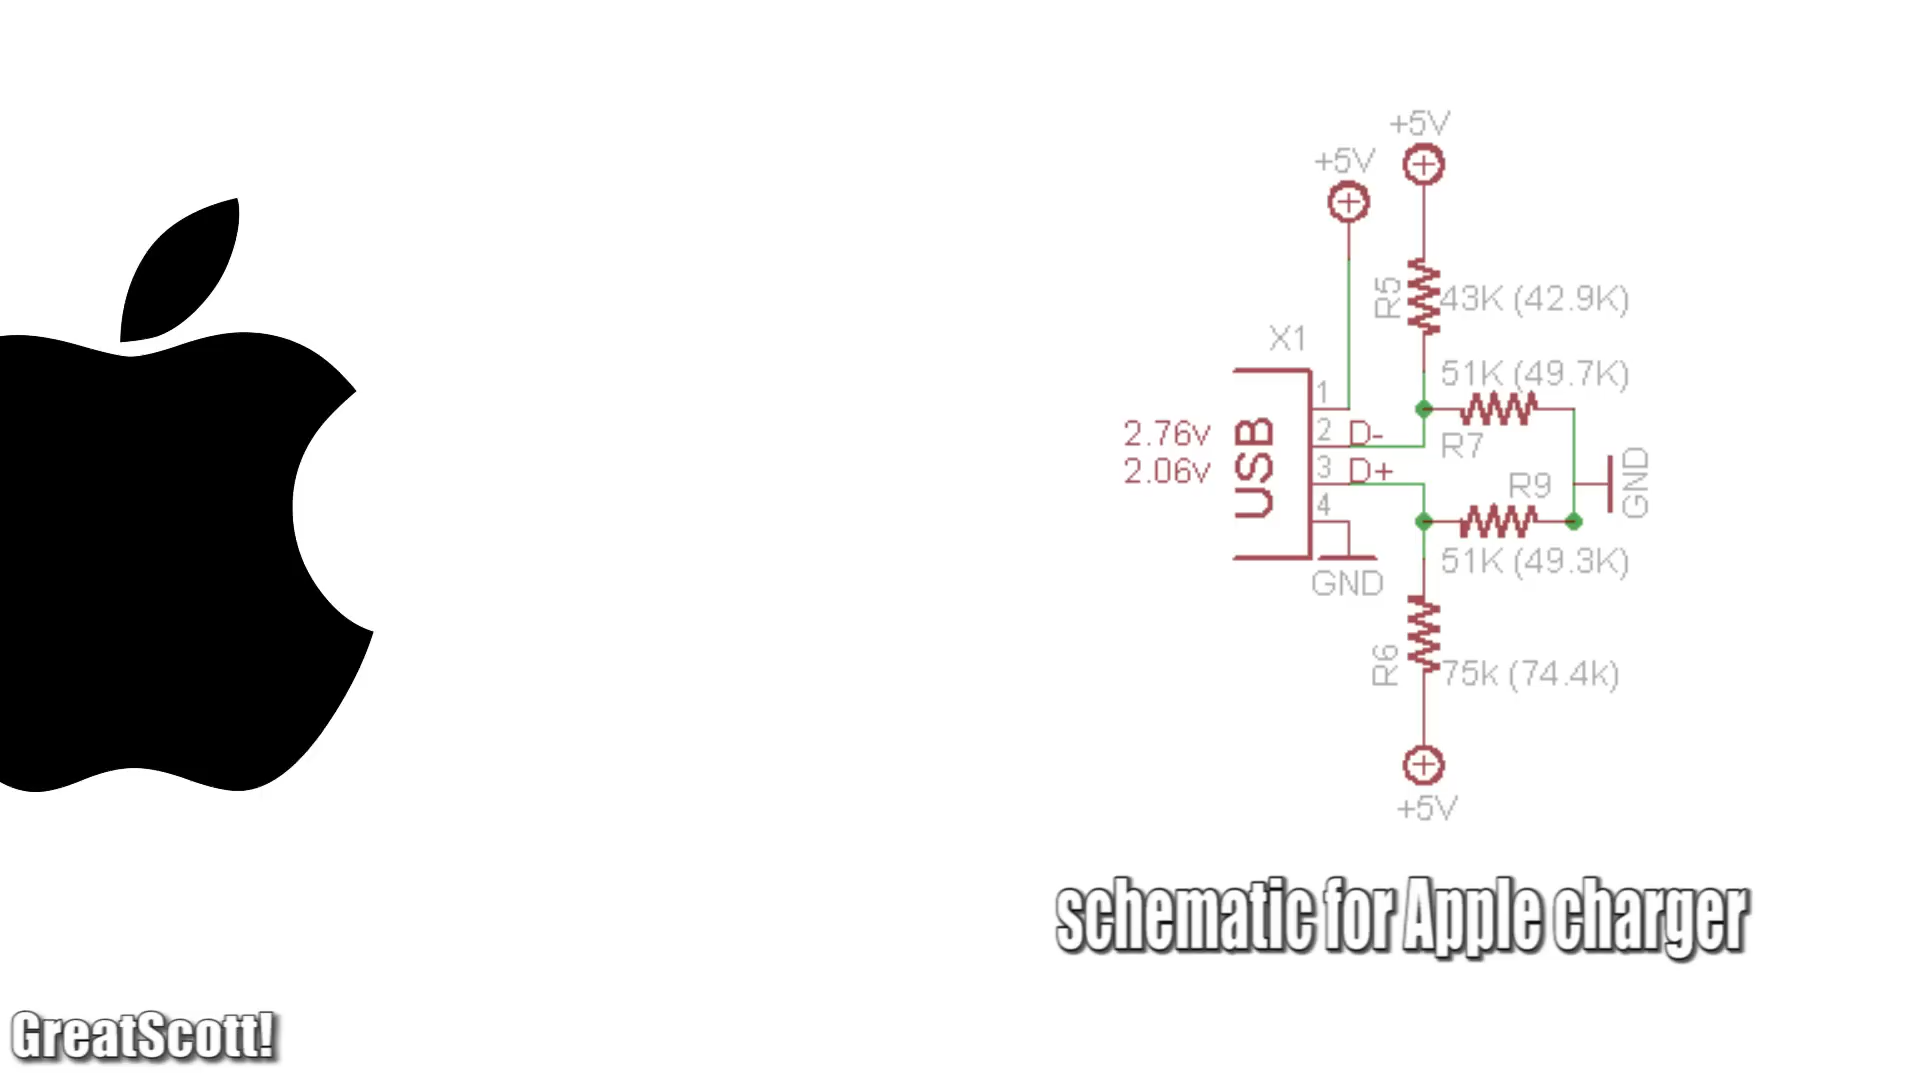 +5V
+5V
R5
43K (42.9K)
X1
51K (49.7K)
1
2.76v
2
D-
R7
2.06v
USB
3
D+
R9
GND
4
51K (49.3K)
GND
R6
75k (74.4k)
+5V
schematic for Apple charger
GreatScott!